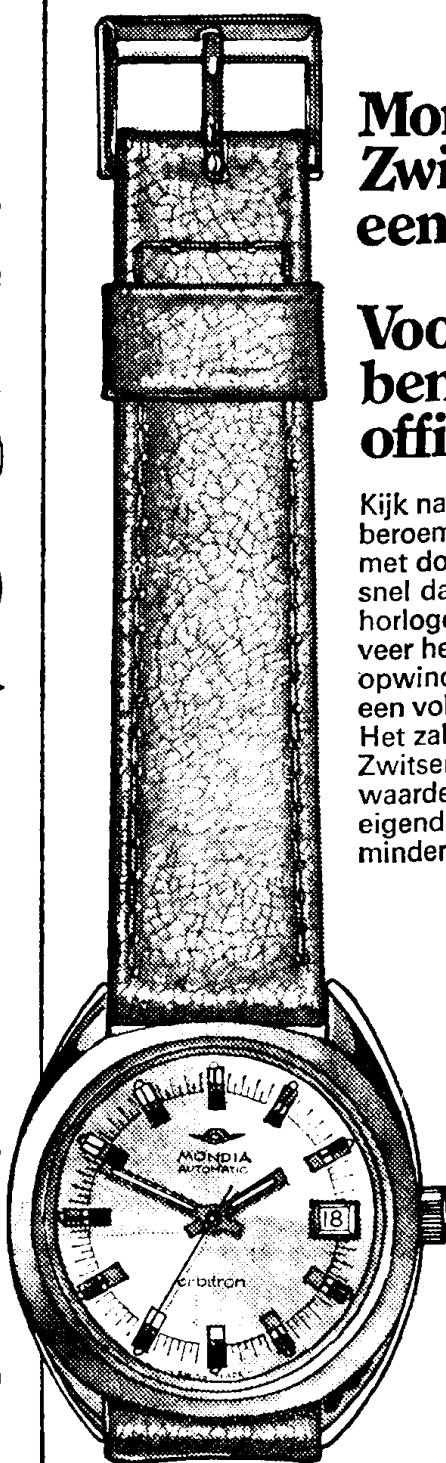 Mon
Zwi
een
Voo
ben
offi
Kijk na
beroem
met do
snel da
horloge
veer he
opwinc
een vol
Het zal
Zwitser
waarde
eigend
minder
MONDIA
AUTOMATIC
18
orbitron